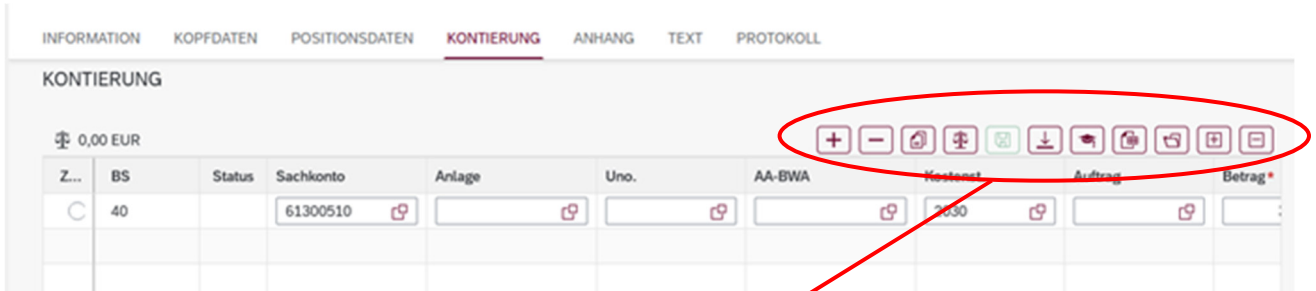 INFORMATION KOPFDATEN POSITIONSDATEN KONTIERUNG ANHANG TEXT PROTOKOLL
KONTIERUNG
0,00 EUR
Z... BS Status Sachkonto Anlage Uno. AA-BWA Kostenst. Auftrag Betrag*
40 61300510 2030